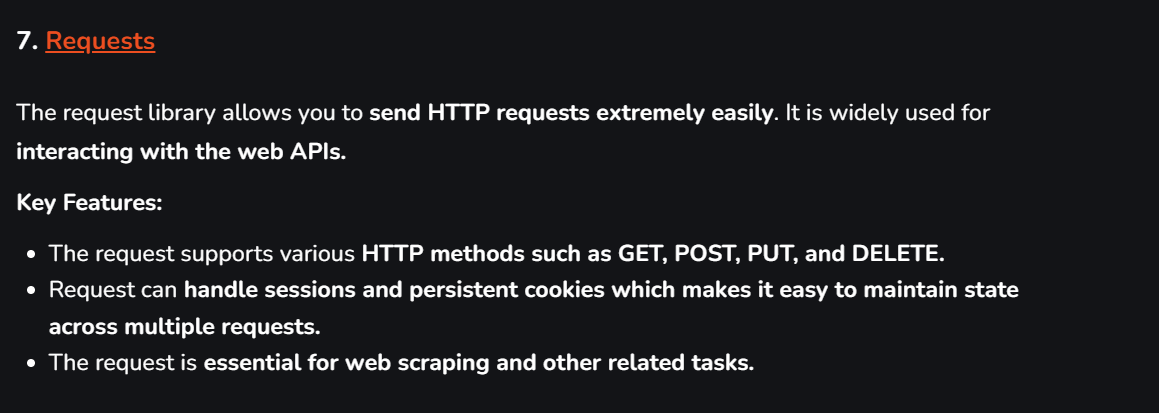 7. Requests
The request library allows you to send HTTP requests extremely easily. It is widely used for
interacting with the web APIs.
Key Features:
• The request supports various HTTP methods such as GET, POST, PUT, and DELETE.
• Request can handle sessions and persistent cookies which makes it easy to maintain state
across multiple requests.
• The request is essential for web scraping and other related tasks.